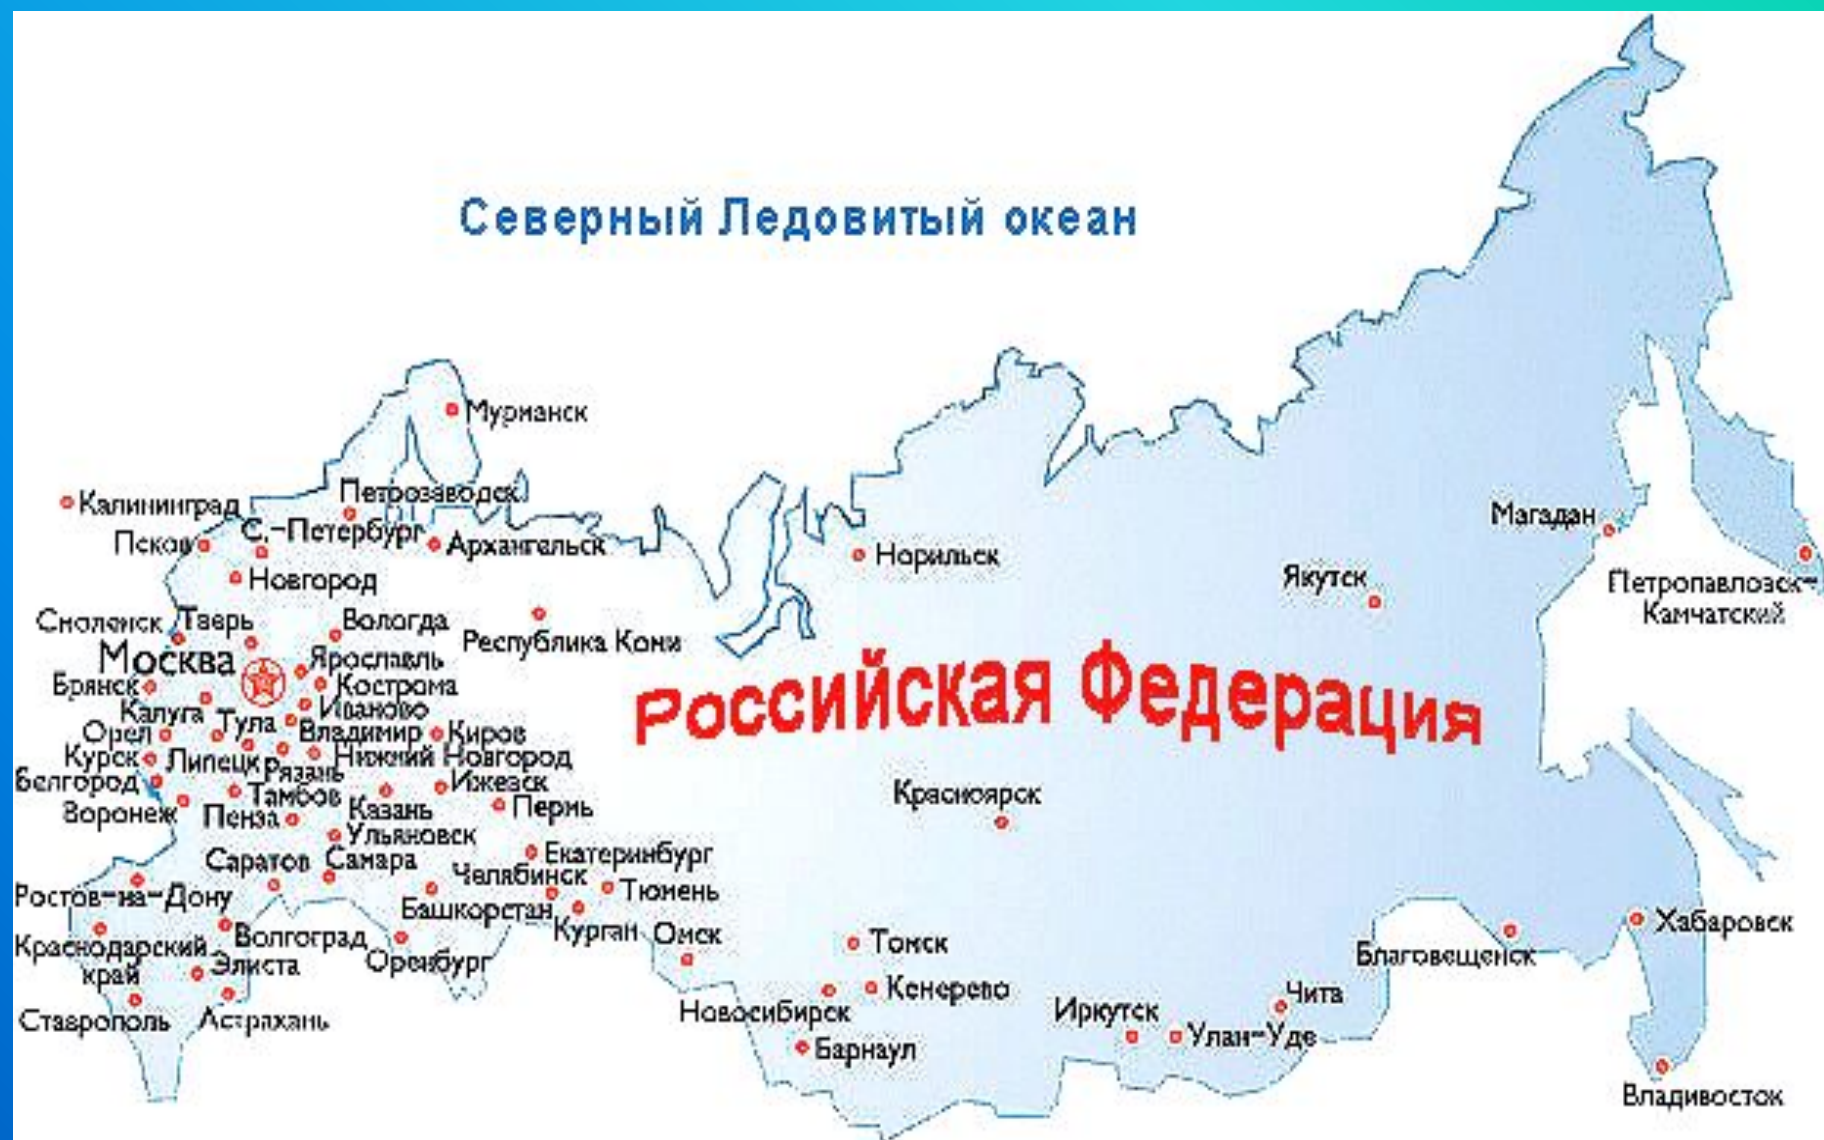 Северный Ледовитый океан
Мурманск
Петрозаводск
Калининград
С.-Петербург
Псков
Архангельск
Магадан
Норильск
Новгород
Якутск
Петропавловск-
Камчатский
Смоленск
Тверь
Вологда
Республика Коми
Москва
Ярославль
Российская Федерация
Брянск
Кострома
Калуга
Иваново
Орел
Тула
Владимир
Киров
Курск
Липецк
Рязань
Нижний Новгород
Белгород
Тамбов
Ижевск
Красноярск
Воронеж
Пенза
Казань
Пермь
Ульяновск
Саратов
Самара
Екатеринбург
Челябинск
Тюмень
Ростов-на-Дону
Башкорстан
Курган
Омск
Хабаровск
Краснодарский
край
Волгоград
Оренбург
Томск
Благовещенск
Элиста
Кемерево
Чита
Ставрополь
Астрахань
Новосибирск
Иркутск
Улан-Уде
Барнаул
Владивосток